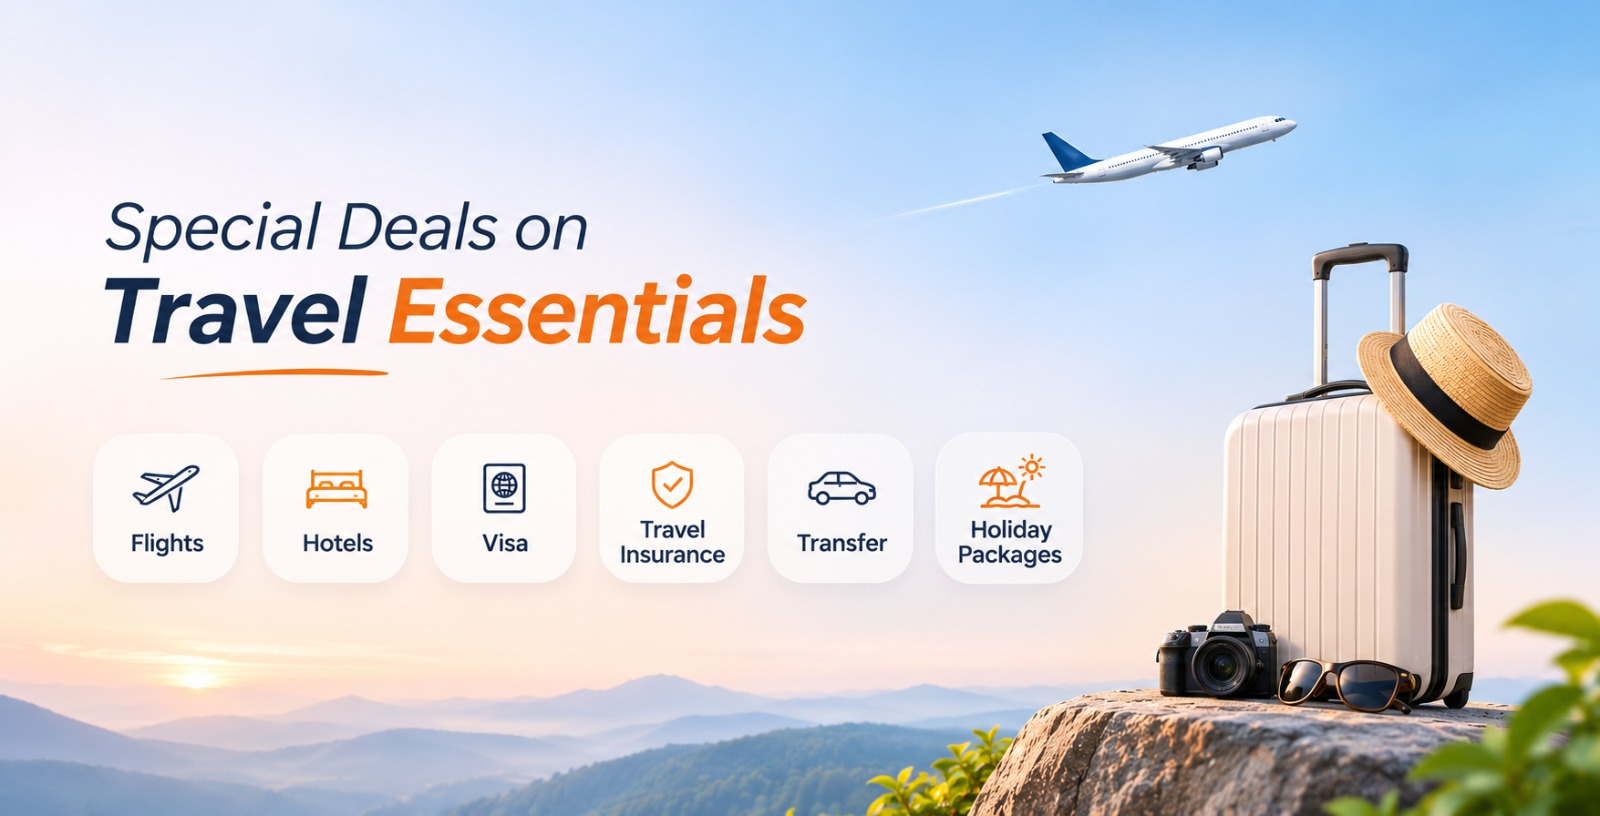 Special Deals on
Travel Essentials
Flights
Hotels
Visa
Travel
Insurance
Transfer
Holiday
Packages